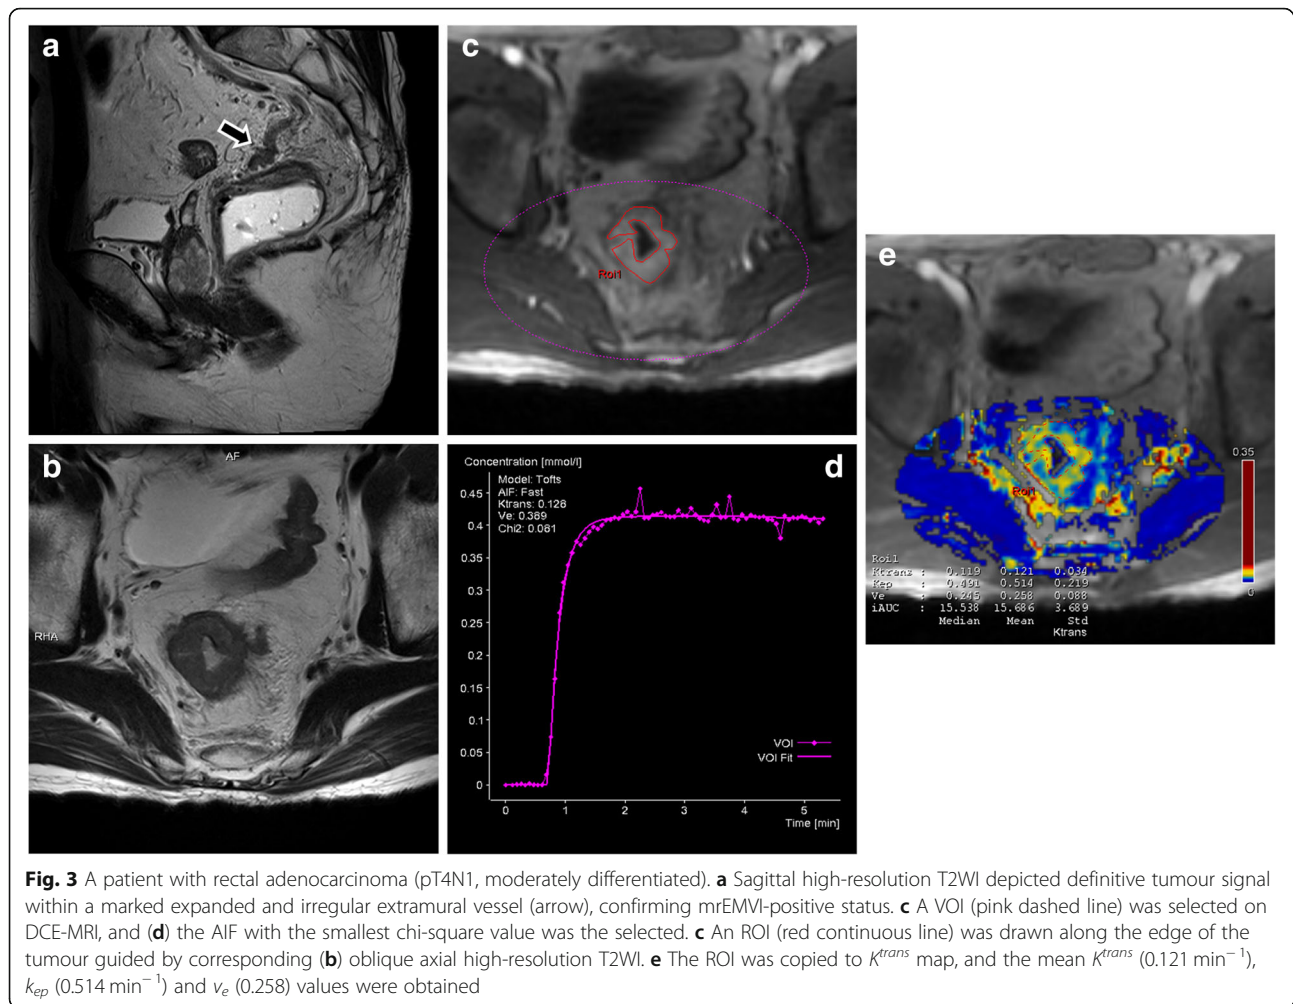 a
c
e
b
d
Roi1
AF
RHA
Concentration [mmol/l]
Model: Tofts
AIF: Fast
Ktrans: 0.128
Ve: 0.389
Chi2: 0.081
0.45
0.4
0.35
0.3
0.25
0.2
0.15
0.1
0.05
0
VOI
VOI Fit
0 1 2 3 4 5
Time [min]
0.35
0
Roi1
Roi1
Ktrans : 0.119 0.121 0.034
Kep : 0.491 0.514 0.219
Ve : 0.245 0.258 0.088
iAUC : 15.538 15.686 3.689
Median Mean Std
Ktrans
Fig. 3 A patient with rectal adenocarcinoma (pT4N1, moderately differentiated). a Sagittal high-resolution T2WI depicted definitive tumour signal
within a marked expanded and irregular extramural vessel (arrow), confirming mrEMVI-positive status. c A VOI (pink dashed line) was selected on
DCE-MRI, and (d) the AIF with the smallest chi-square value was the selected. c An ROI (red continuous line) was drawn along the edge of the
tumour guided by corresponding (b) oblique axial high-resolution T2WI. e The ROI was copied to Ktrans map, and the mean Ktrans (0.121 min−1),
kep (0.514 min−1) and ve (0.258) values were obtained